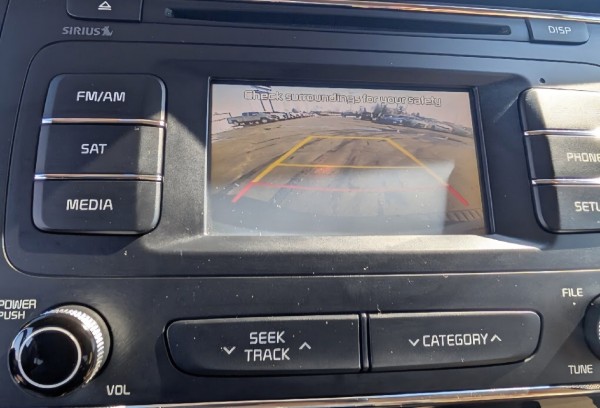 SIRIUS
DISP
Check surroundings for your safety
FM/AM
SAT
MEDIA
PHONE
SETU
POWER
PUSH
VOL
SEEK
TRACK
CATEGORY
FILE
TUNE